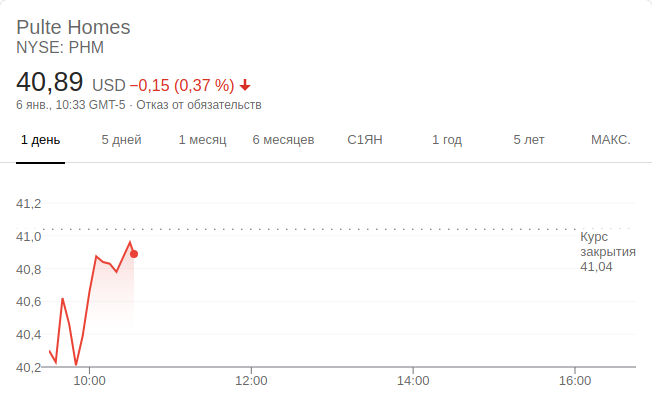 Pulte Homes
NYSE: PHM
40,89 USD −0,15 (0,37 %)
6 янв., 10:33 GMT-5 · Отказ от обязательств
1 день 5 дней 1 месяц 6 месяцев С1ЯН 1 год 5 лет МАКС.
41,2
41,0
40,8
40,6
40,4
40,2
Курс
закрытия
41,04
10:00 12:00 14:00 16:00